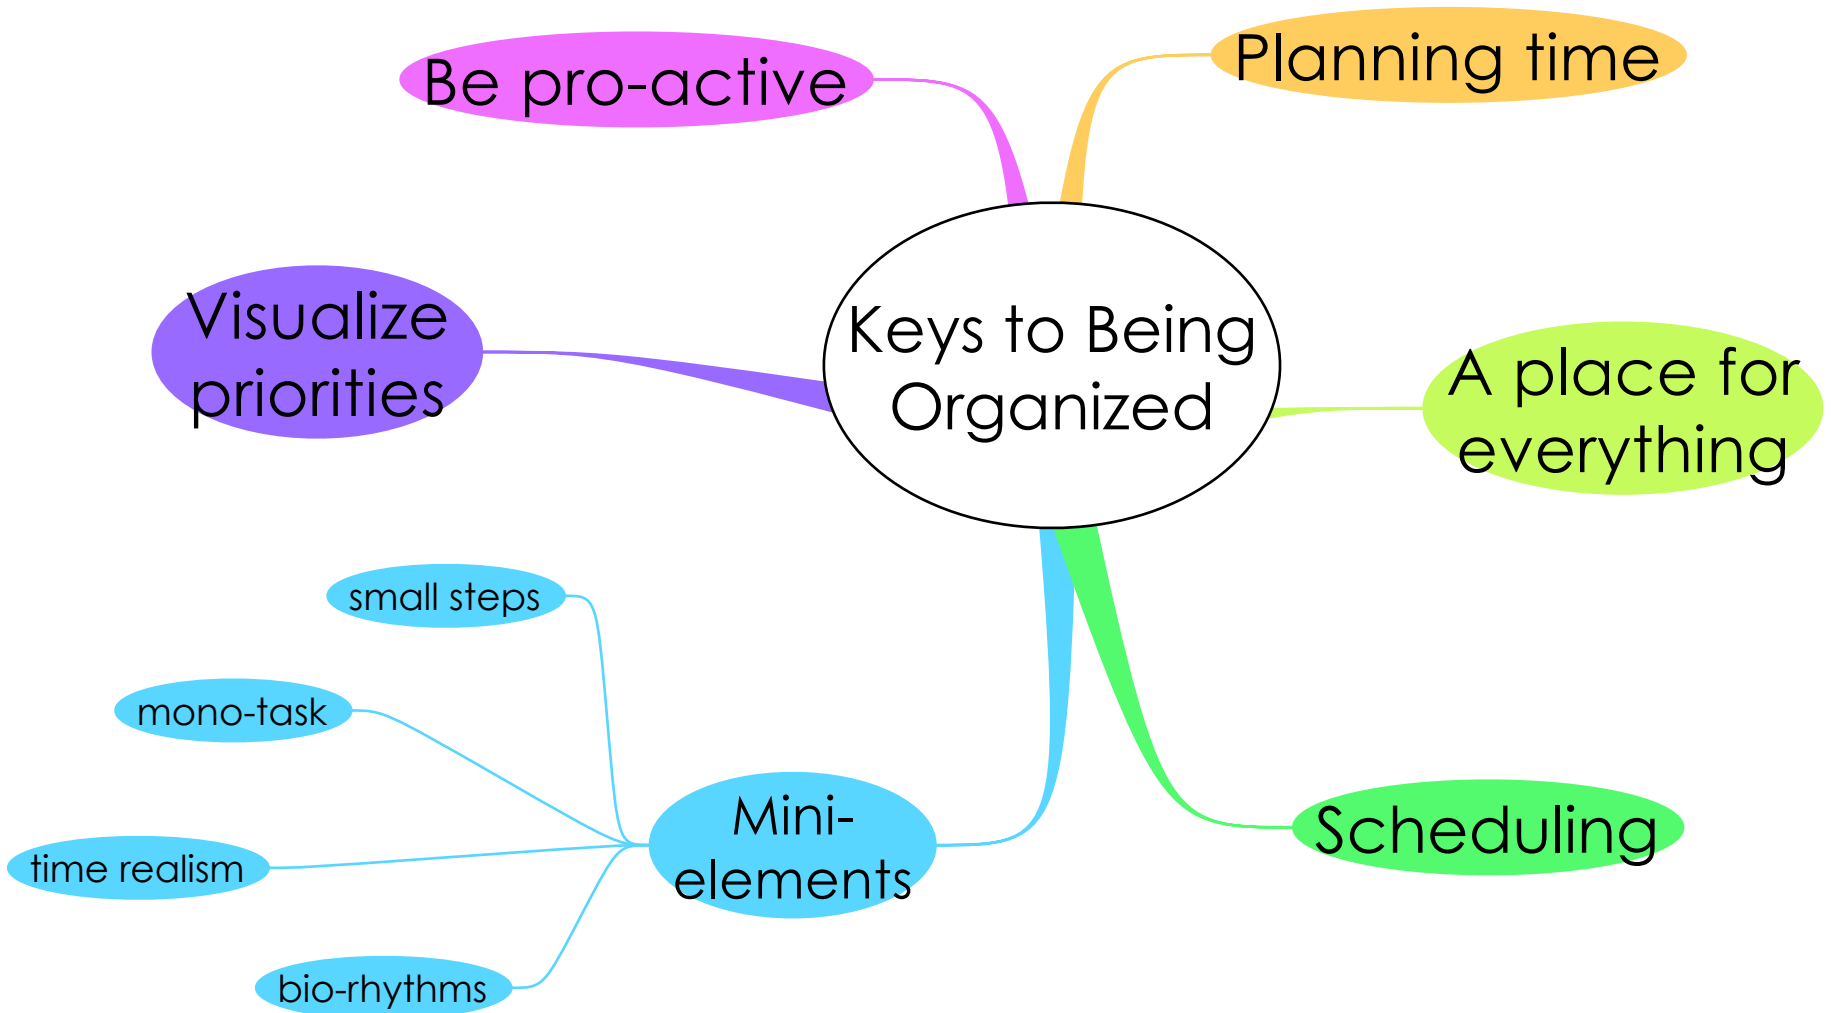 Be pro-active
Planning time
Visualize
priorities
Keys to Being
Organized
A place for
everything
small steps
mono-task
time realism
bio-rhythms
Mini-
elements
Scheduling